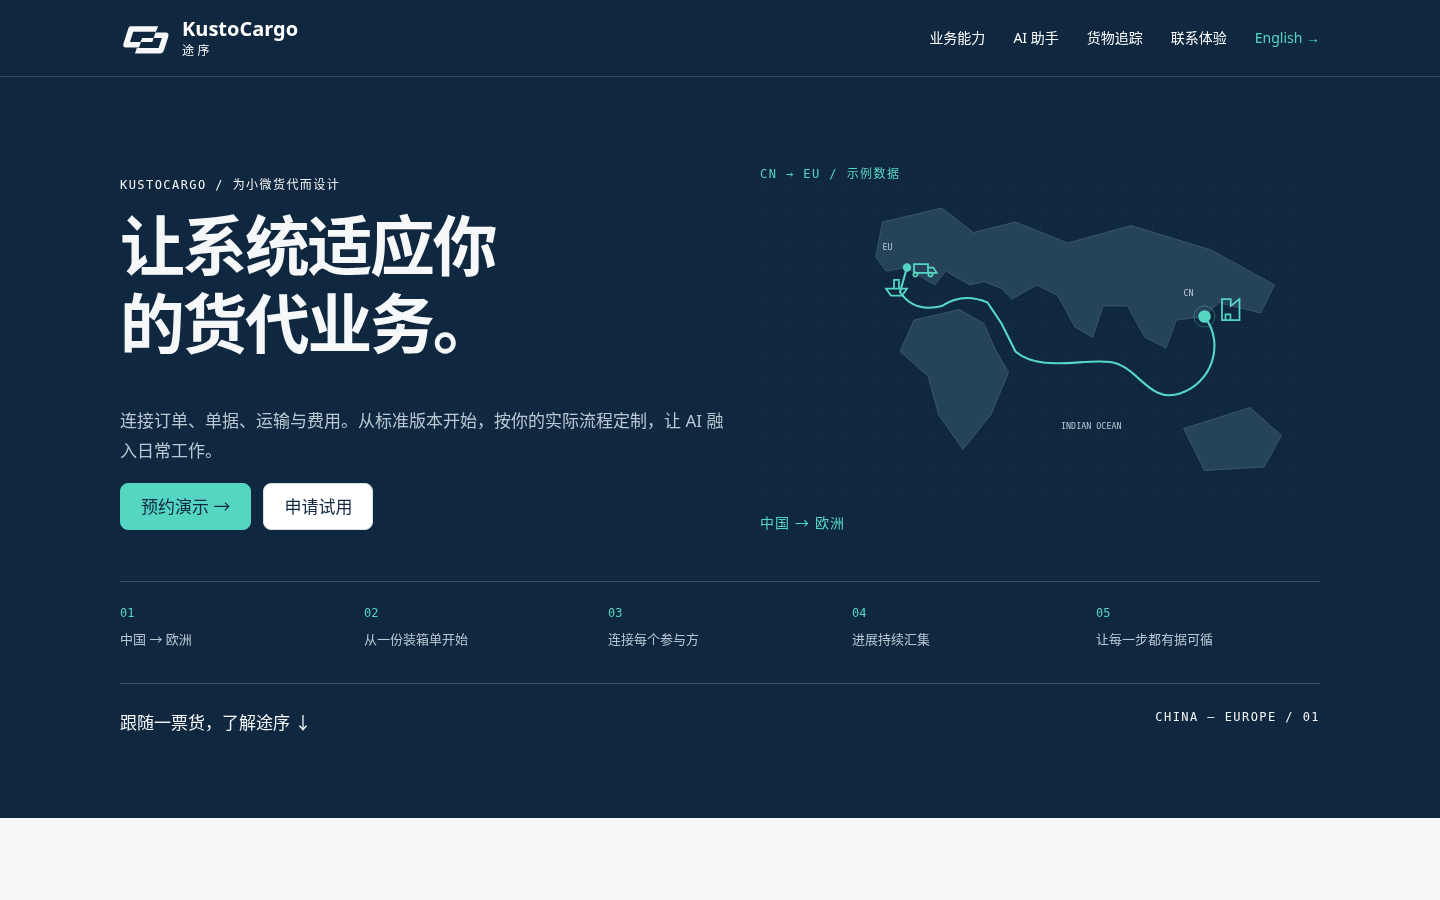 KustoCargo
途序
业务能力
AI 助手
货物追踪
联系体验
English →
KUSTOCARGO / 为小微货代而设计
让系统适应你
的货代业务。
连接订单、单据、运输与费用。从标准版本开始，按你的实际流程定制，让 AI 融
入日常工作。
预约演示 →
申请试用
CN → EU / 示例数据
EU
CN
INDIAN OCEAN
中国 → 欧洲
01
中国 → 欧洲
02
从一份装箱单开始
03
连接每个参与方
04
进展持续汇集
05
让每一步都有据可循
跟随一票货，了解途序 ↓
CHINA — EUROPE / 01